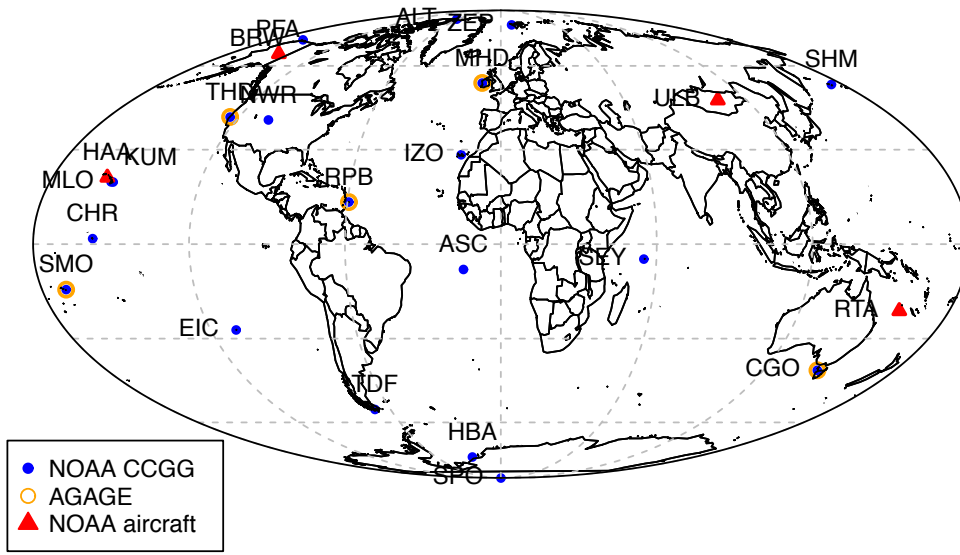 ALT
ZEP
PFA
BRW
MHD
SHM
THD
NWR
ULB
IZO
HAA
KUM
MLO
RPB
CHR
ASC
SEY
SMO
RTA
EIC
CGO
TDF
HBA
SPO
NOAA CCGG
AGAGE
NOAA aircraft